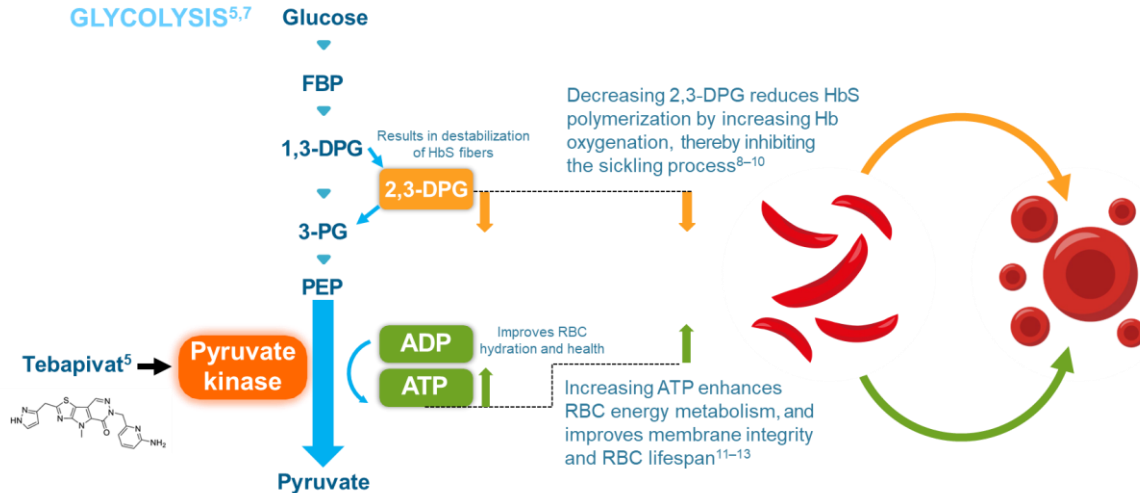 GLYCOLYSIS⁵,⁷
Glucose
FBP
1,3-DPG
Results in destabilization
of HbS fibers
2,3-DPG
3-PG
PEP
Decreasing 2,3-DPG reduces HbS
polymerization by increasing Hb
oxygenation, thereby inhibiting
the sickling process⁸⁻¹⁰
Tebapivat⁵
Pyruvate
kinase
ADP
ATP
Improves RBC
hydration and health
Increasing ATP enhances
RBC energy metabolism, and
improves membrane integrity
and RBC lifespan¹¹⁻¹³
Pyruvate
HN
N
S
N
N
N
N
O
N
NH₂